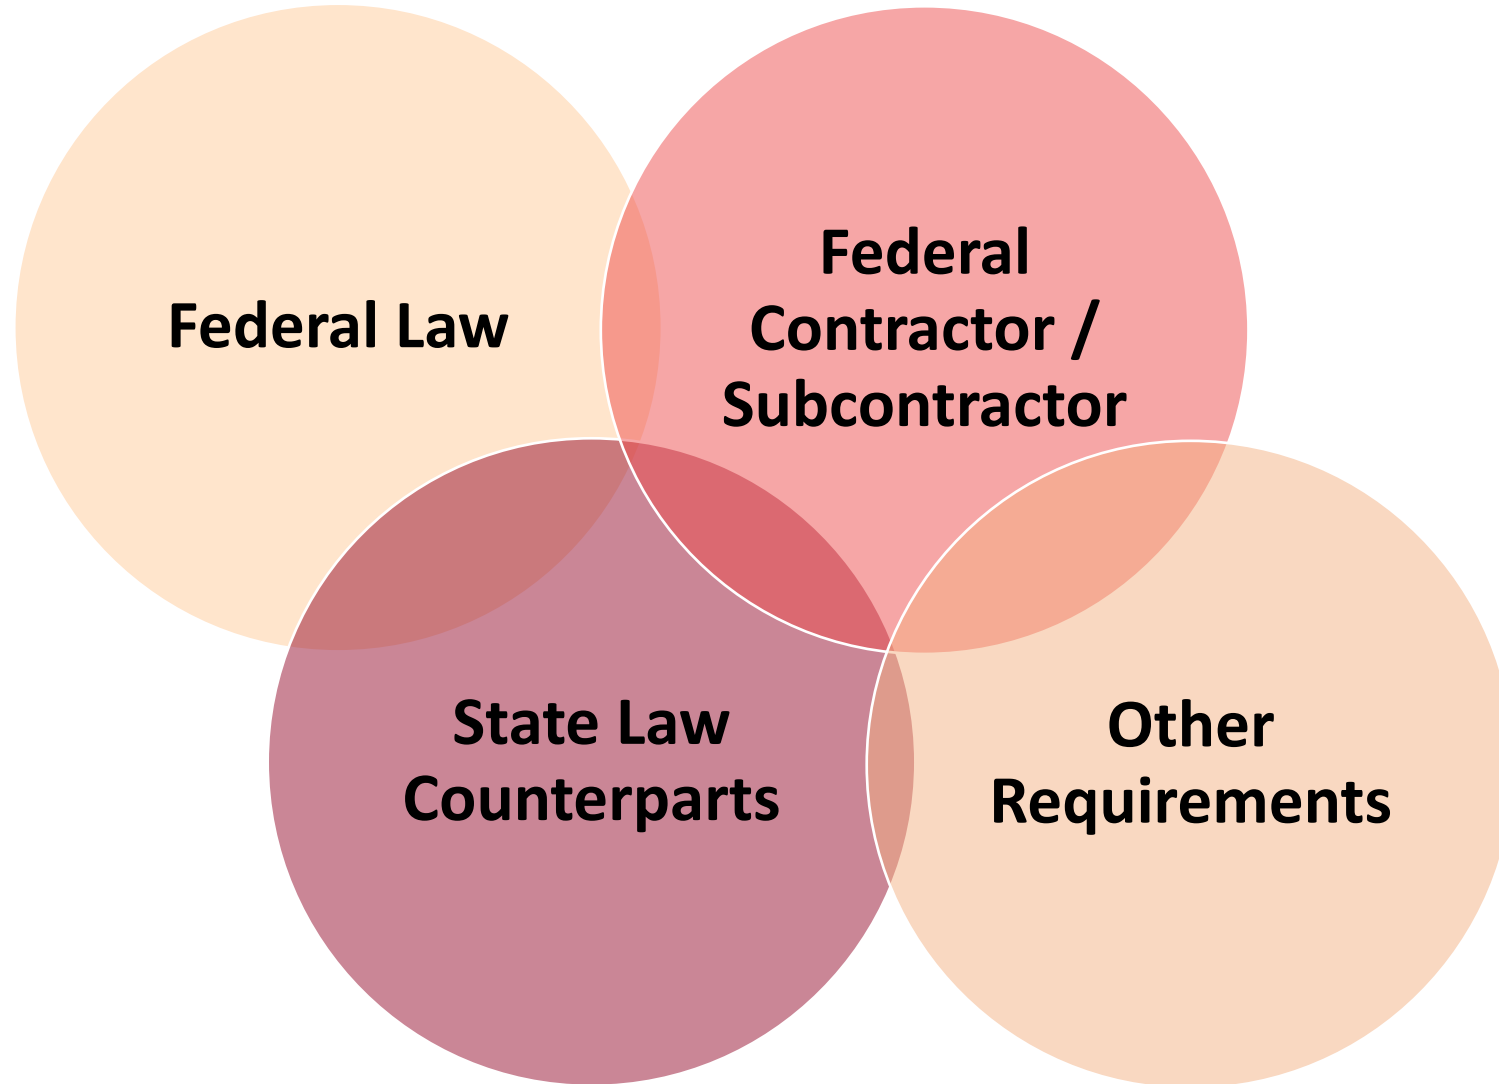 Federal Law
Federal
Contractor /
Subcontractor
State Law
Counterparts
Other
Requirements